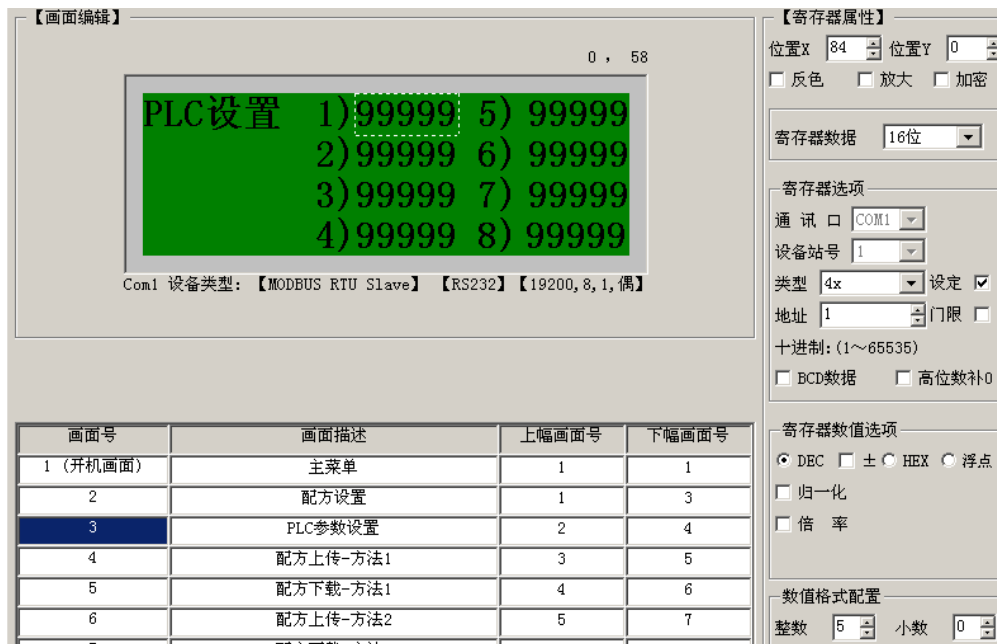 【画面编辑】
0 , 58
PLC设置 1)99999 5) 99999
2)99999 6) 99999
3)99999 7) 99999
4)99999 8) 99999
Com1 设备类型: 【MODBUS RTU Slave】 【RS232】【19200,8,1,偶】
画面号 画面描述 上幅画面号 下幅画面号
1 (开机画面) 主菜单 1 1
2 配方设置 1 3
3 PLC参数设置 2 4
4 配方上传-方法1 3 5
5 配方下载-方法1 4 6
6 配方上传-方法2 5 7
【寄存器属性】
位置X 84 位置Y 0
反色 放大 加密
寄存器数据 16位
寄存器选项
通 讯 口 COM1
设备站号 1
类型 4x 设定
地址 1 门限
十进制:(1～65535)
BCD数据 高位数补0
寄存器数值选项
DEC ± HEX 浮点
归一化
倍 率
数值格式配置
整数 5 小数 0